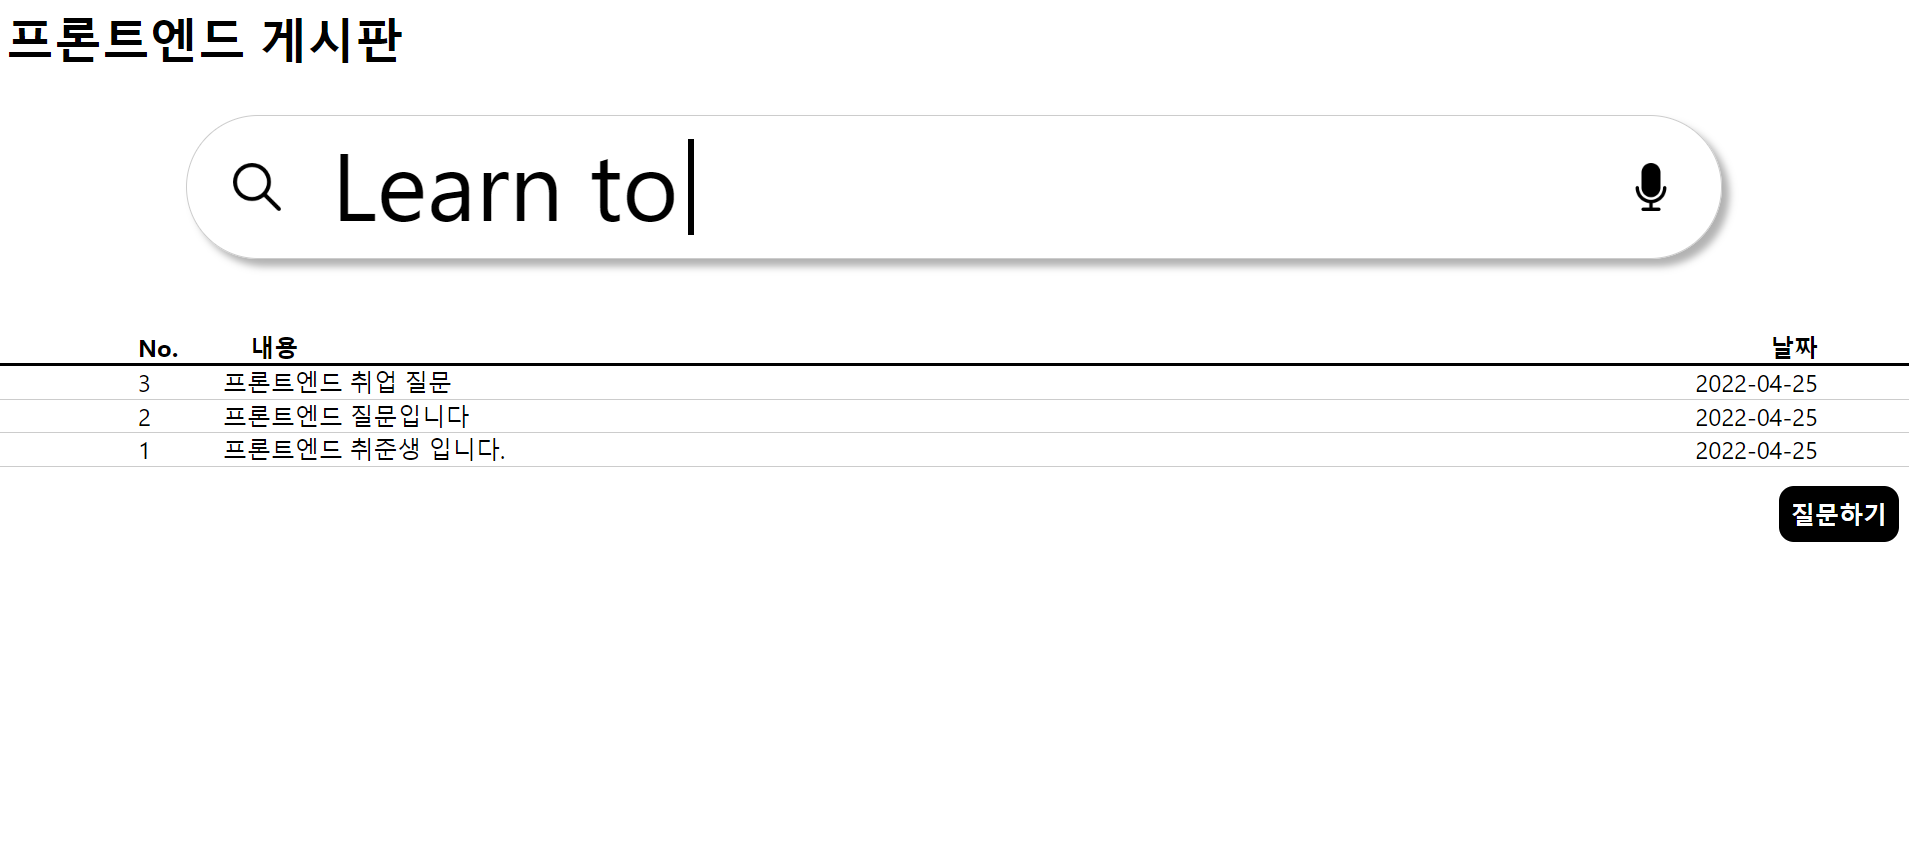 프론트엔드 게시판
Learn to
No. 내용 날짜
3 프론트엔드 취업 질문 2022-04-25
2 프론트엔드 질문입니다 2022-04-25
1 프론트엔드 취준생 입니다. 2022-04-25
질문하기